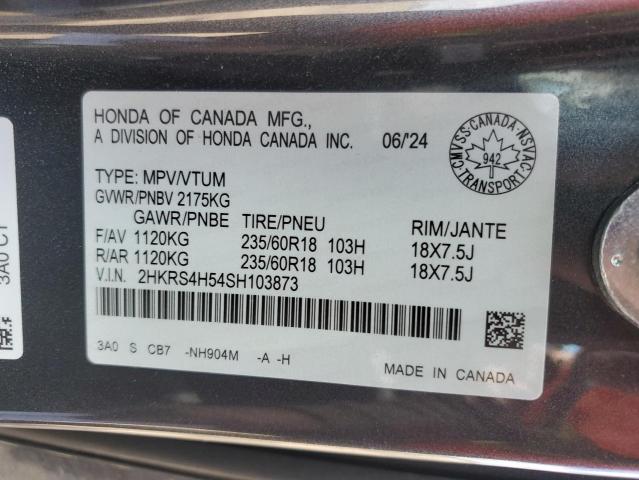 HONDA OF CANADA MFG.,
A DIVISION OF HONDA CANADA INC. 06/'24
CMVSS·CANADA·NSVAC
942
TRANSPORT
TYPE: MPV/VTUM
GVWR/PNBV 2175KG
GAWR/PNBE TIRE/PNEU RIM/JANTE
F/AV 1120KG 235/60R18 103H 18X7.5J
R/AR 1120KG 235/60R18 103H 18X7.5J
V.I.N. 2HKRS4H54SH103873
3A0 S CB7 -NH904M -A -H
MADE IN CANADA
3A0 C1